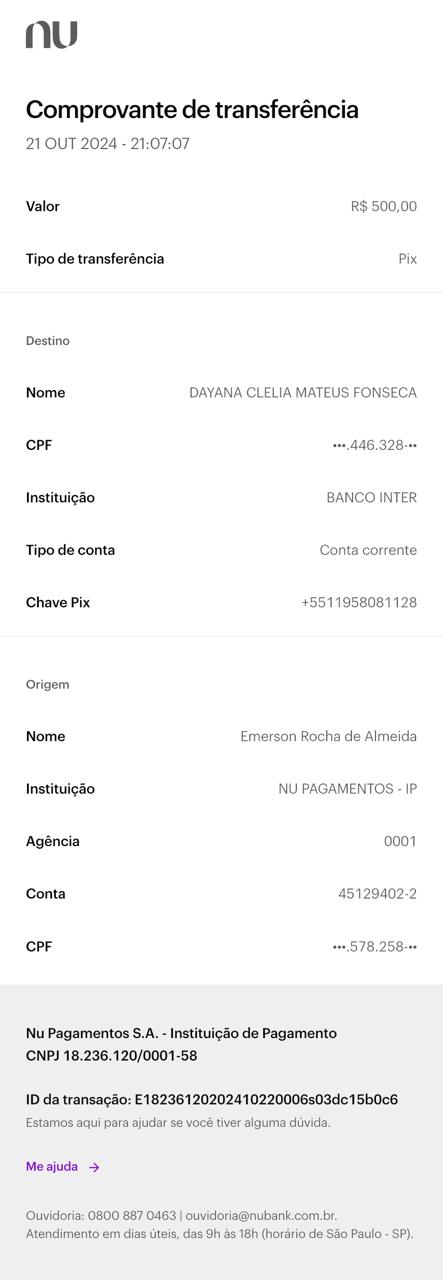 nu
Comprovante de transferência
21 OUT 2024 - 21:07:07
Valor R$ 500,00
Tipo de transferência Pix
Destino
Nome DAYANA CLELIA MATEUS FONSECA
CPF •••.446.328-••
Instituição BANCO INTER
Tipo de conta Conta corrente
Chave Pix +5511958081128
Origem
Nome Emerson Rocha de Almeida
Instituição NU PAGAMENTOS - IP
Agência 0001
Conta 45129402-2
CPF •••.578.258-••
Nu Pagamentos S.A. - Instituição de Pagamento
CNPJ 18.236.120/0001-58
ID da transação: E18236120202410220006s03dc15b0c6
Estamos aqui para ajudar se você tiver alguma dúvida.
Me ajuda →
Ouvidoria: 0800 887 0463 | ouvidoria@nubank.com.br.
Atendimento em dias úteis, das 9h às 18h (horário de São Paulo - SP).